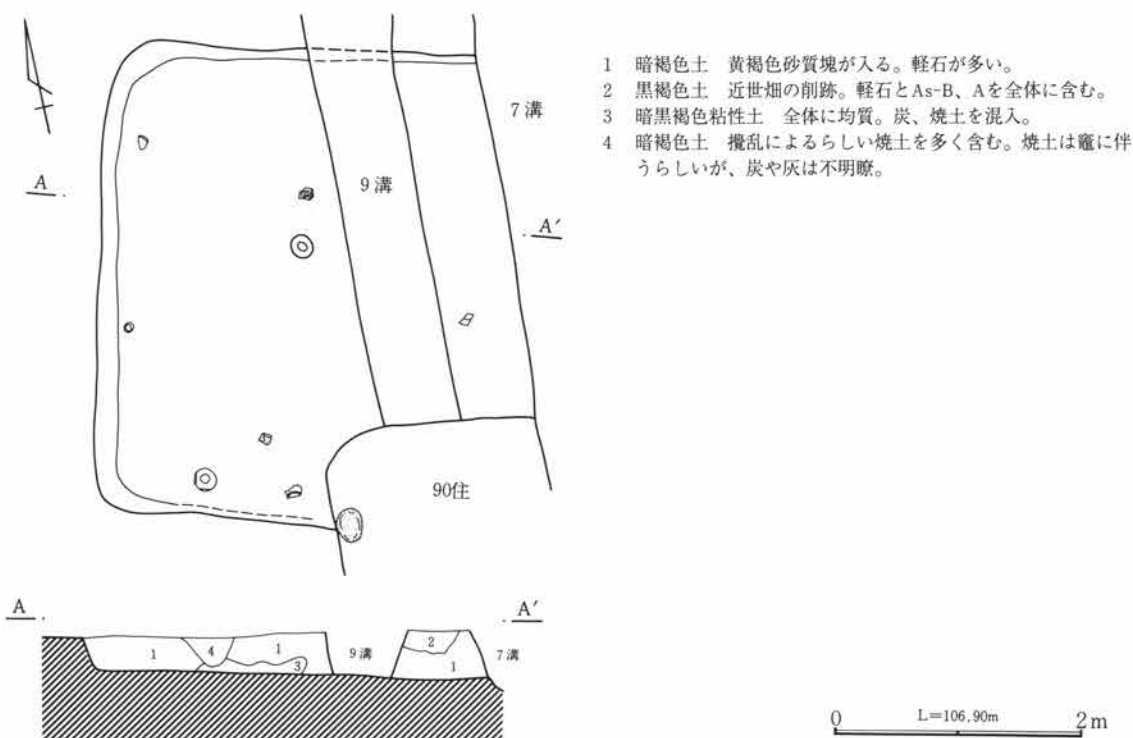 1 暗褐色土 黄褐色砂質塊が入る。軽石が多い。
2 黒褐色土 近世畑の削跡。軽石とAs-B、Aを全体に含む。
3 暗黒褐色粘性土 全体に均質。炭、焼土を混入。
4 暗褐色土 攪乱によるらしい焼土を多く含む。焼土は竈に伴
うらしいが、炭や灰は不明瞭。
7溝
9溝
A
A′
90住
A
A′
1
4
1
3
9溝
2
1
7溝
0 L=106,90m 2m